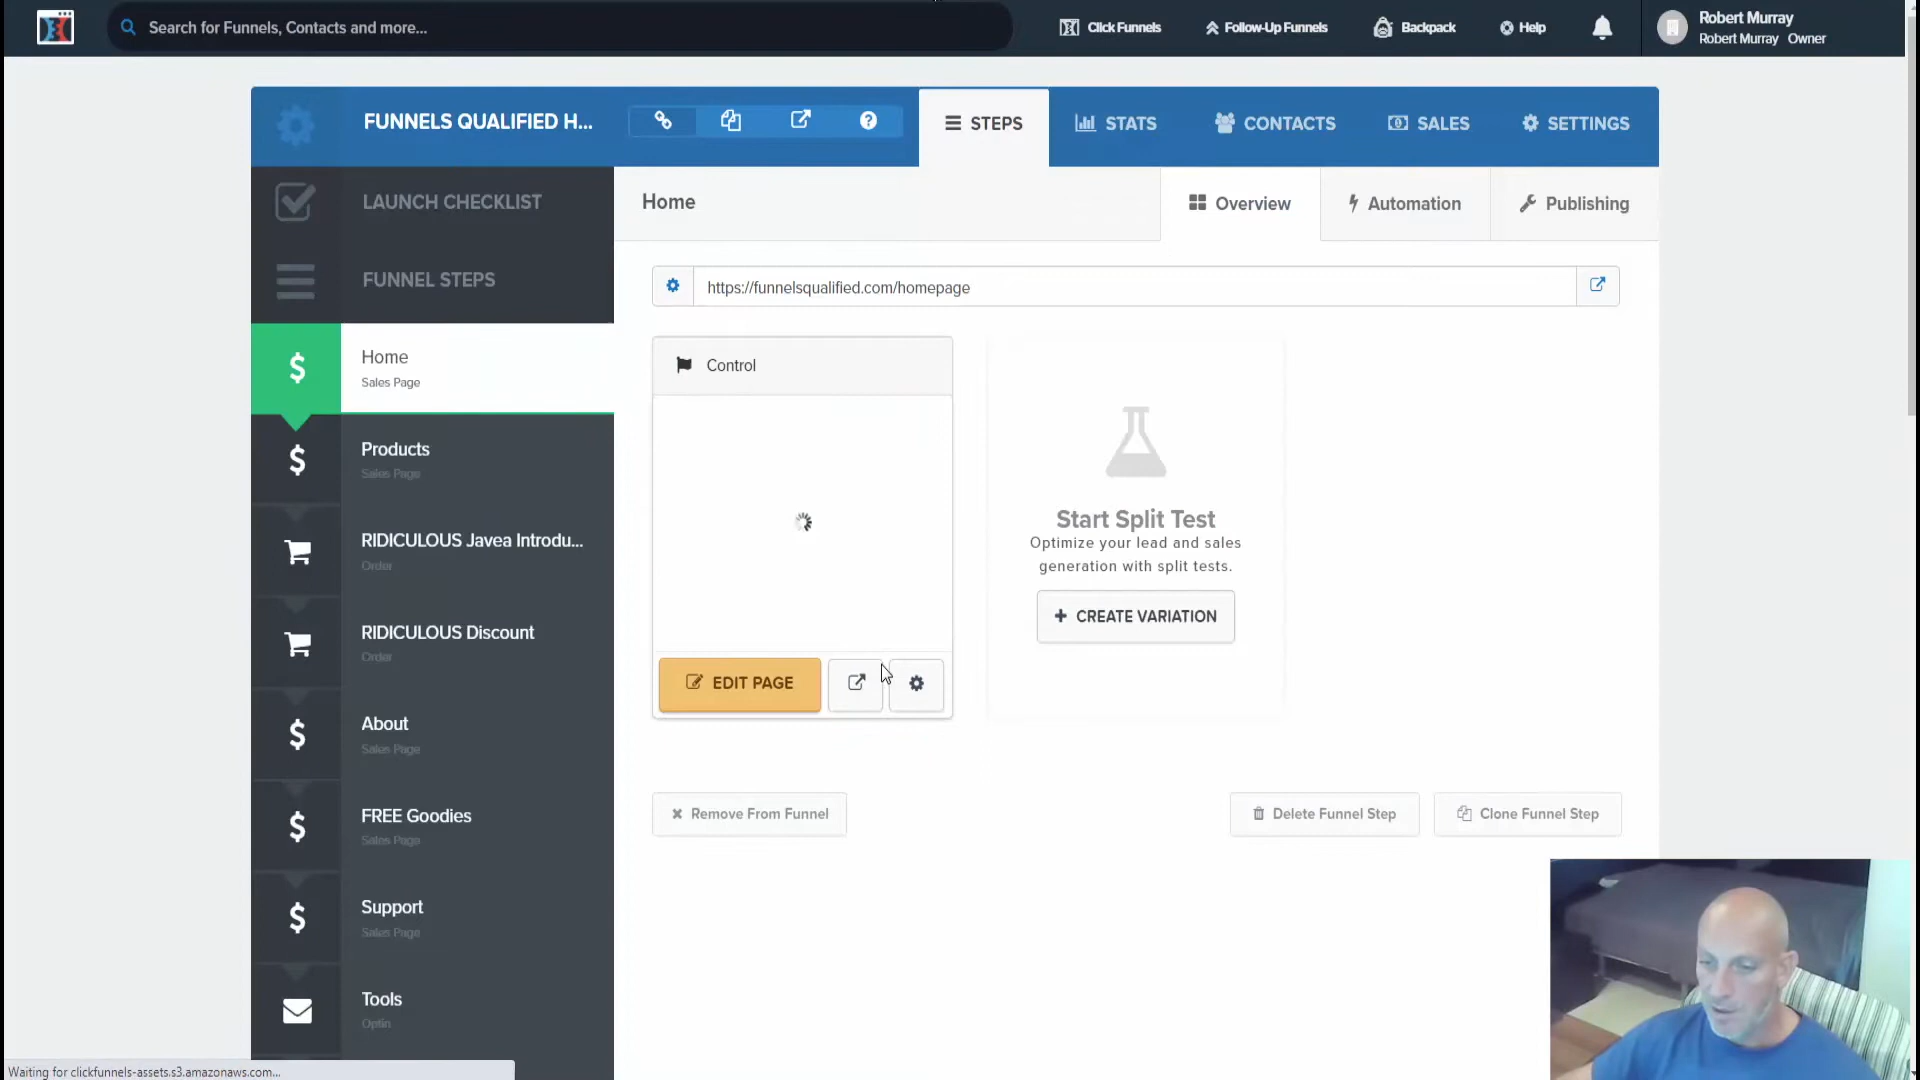 Search for Funnels, Contacts and more...
Click Funnels
Follow-Up Funnels
Backpack
Help
Robert Murray
Robert Murray Owner
FUNNELS QUALIFIED H...
STEPS
STATS
CONTACTS
SALES
SETTINGS
LAUNCH CHECKLIST
FUNNEL STEPS
Home
Overview
Automation
Publishing
https://funnelsqualified.com/homepage
Home
Sales Page
Products
Sales Page
RIDICULOUS Javea Introdu...
Order
RIDICULOUS Discount
Order
About
Sales Page
FREE Goodies
Sales Page
Support
Sales Page
Tools
Optin
Control
EDIT PAGE
Start Split Test
Optimize your lead and sales
generation with split tests.
+ CREATE VARIATION
Remove From Funnel
Delete Funnel Step
Clone Funnel Step
Waiting for clickfunnels-assets.s3.amazonaws.com...